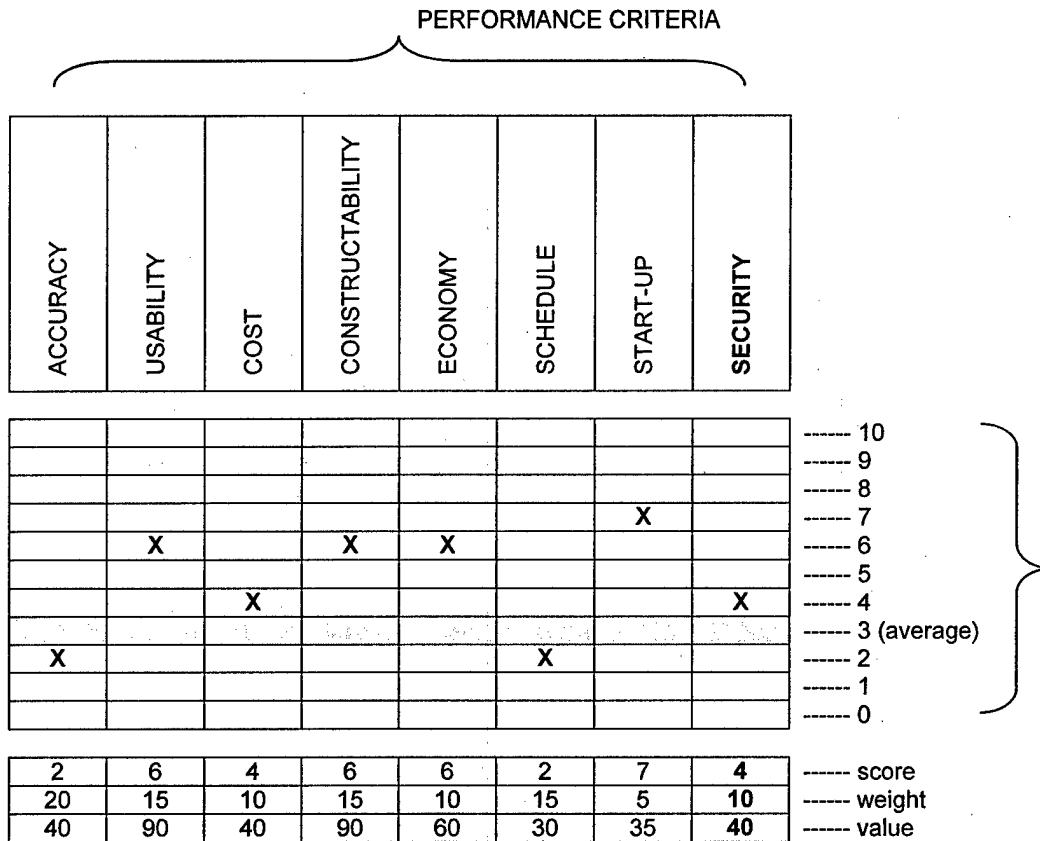 PERFORMANCE CRITERIA
ACCURACY
USABILITY
COST
CONSTRUCTABILITY
ECONOMY
SCHEDULE
START-UP
SECURITY
------ 10
------ 9
------ 8
X ------ 7
X X X ------ 6
------ 5
X X ------ 4
------ 3 (average)
X X ------ 2
------ 1
------ 0
2 6 4 6 6 2 7 4 ------ score
20 15 10 15 10 15 5 10 ------ weight
40 90 40 90 60 30 35 40 ------ value